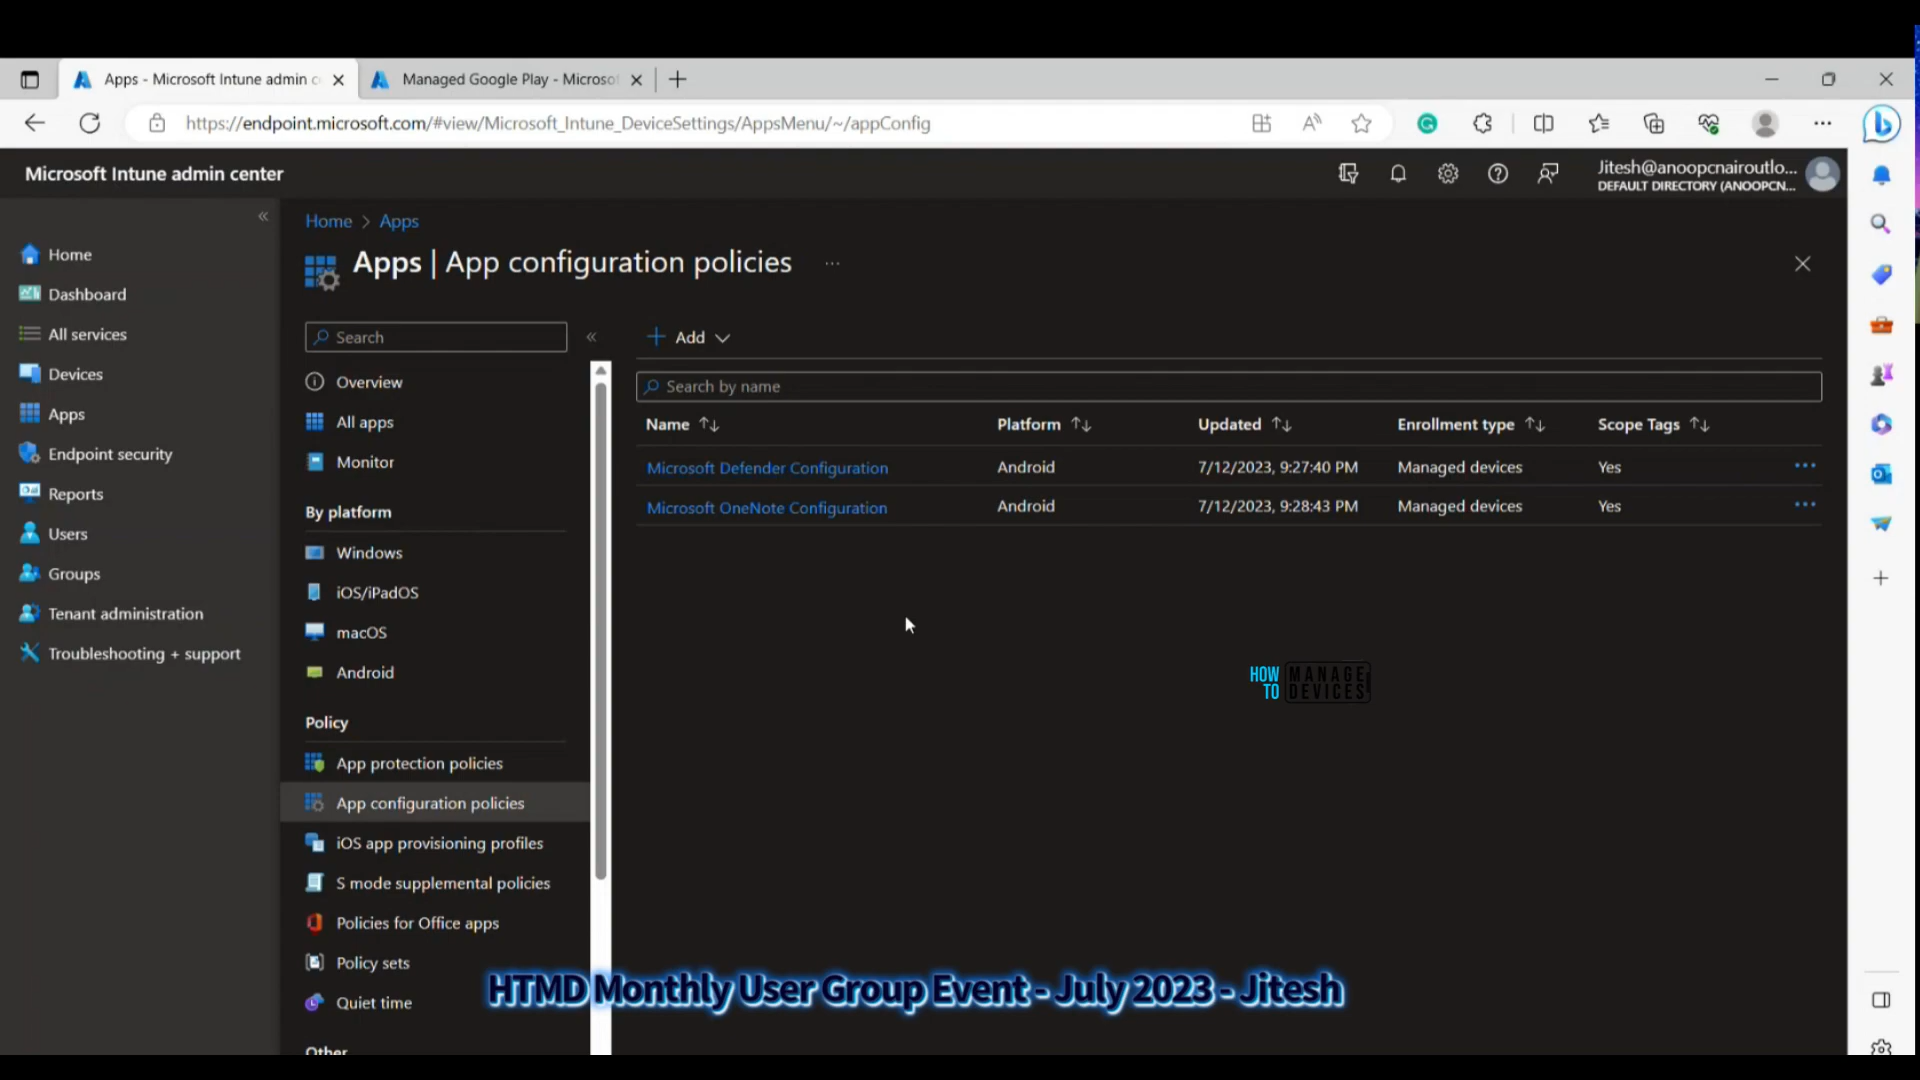 Apps - Microsoft Intune admin c
Managed Google Play - Microsof
https://endpoint.microsoft.com/#view/Microsoft_Intune_DeviceSettings/AppsMenu/~/appConfig
Microsoft Intune admin center
Jitesh@anoopcnairoutlo...
DEFAULT DIRECTORY (ANOOPCN...
Home
Dashboard
All services
Devices
Apps
Endpoint security
Reports
Users
Groups
Tenant administration
Troubleshooting + support
Home > Apps
Apps | App configuration policies ...
Search
Overview
All apps
Monitor
By platform
Windows
iOS/iPadOS
macOS
Android
Policy
App protection policies
App configuration policies
iOS app provisioning profiles
S mode supplemental policies
Policies for Office apps
Policy sets
Quiet time
Other
Add
Search by name
Name Platform Updated Enrollment type Scope Tags
Microsoft Defender Configuration Android 7/12/2023, 9:27:40 PM Managed devices Yes
Microsoft OneNote Configuration Android 7/12/2023, 9:28:43 PM Managed devices Yes
HOW MANAGE
TO DEVICES
HTMD Monthly User Group Event - July 2023 - Jitesh